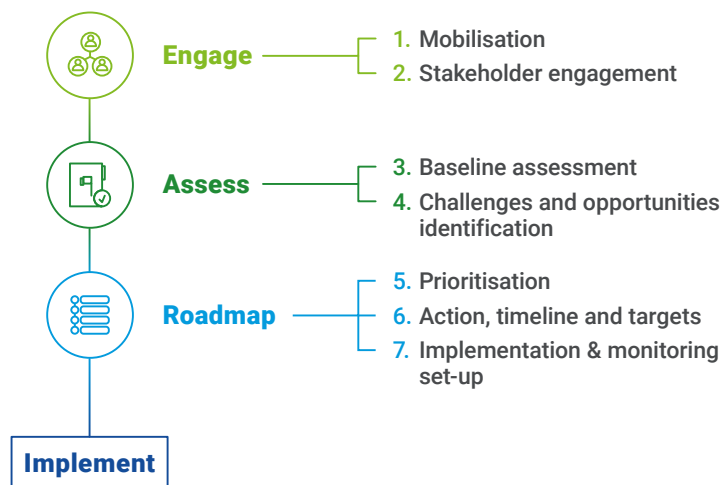 Engage
1. Mobilisation
2. Stakeholder engagement
Assess
3. Baseline assessment
4. Challenges and opportunities
identification
Roadmap
5. Prioritisation
6. Action, timeline and targets
7. Implementation & monitoring
set-up
Implement